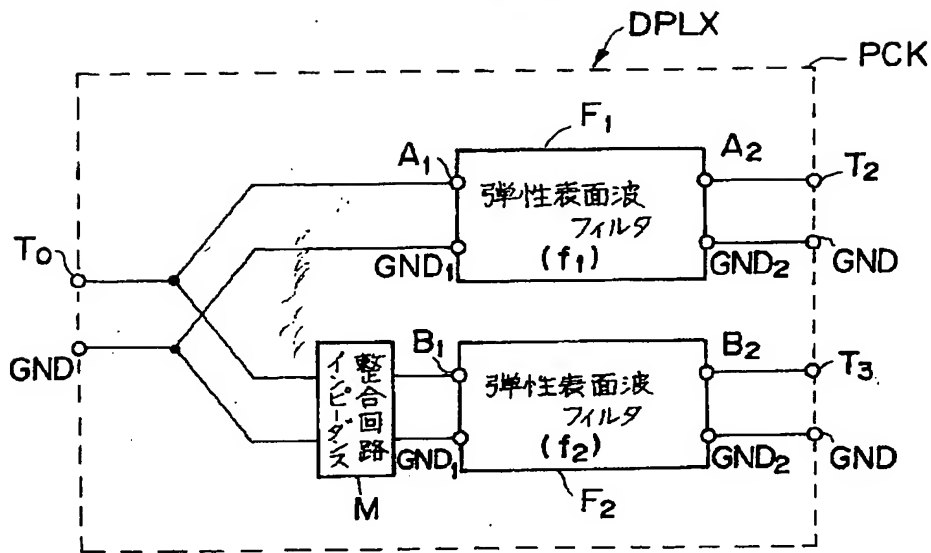 DPLX
PCK
F₁
A₁
A₂
T₂
弾性表面波
フィルタ
(f₁)
T₀
GND₁
GND₂
GND
GND
B₁
B₂
T₃
インピーダンス
整合回路
弾性表面波
フィルタ
(f₂)
GND₁
GND₂
GND
M
F₂